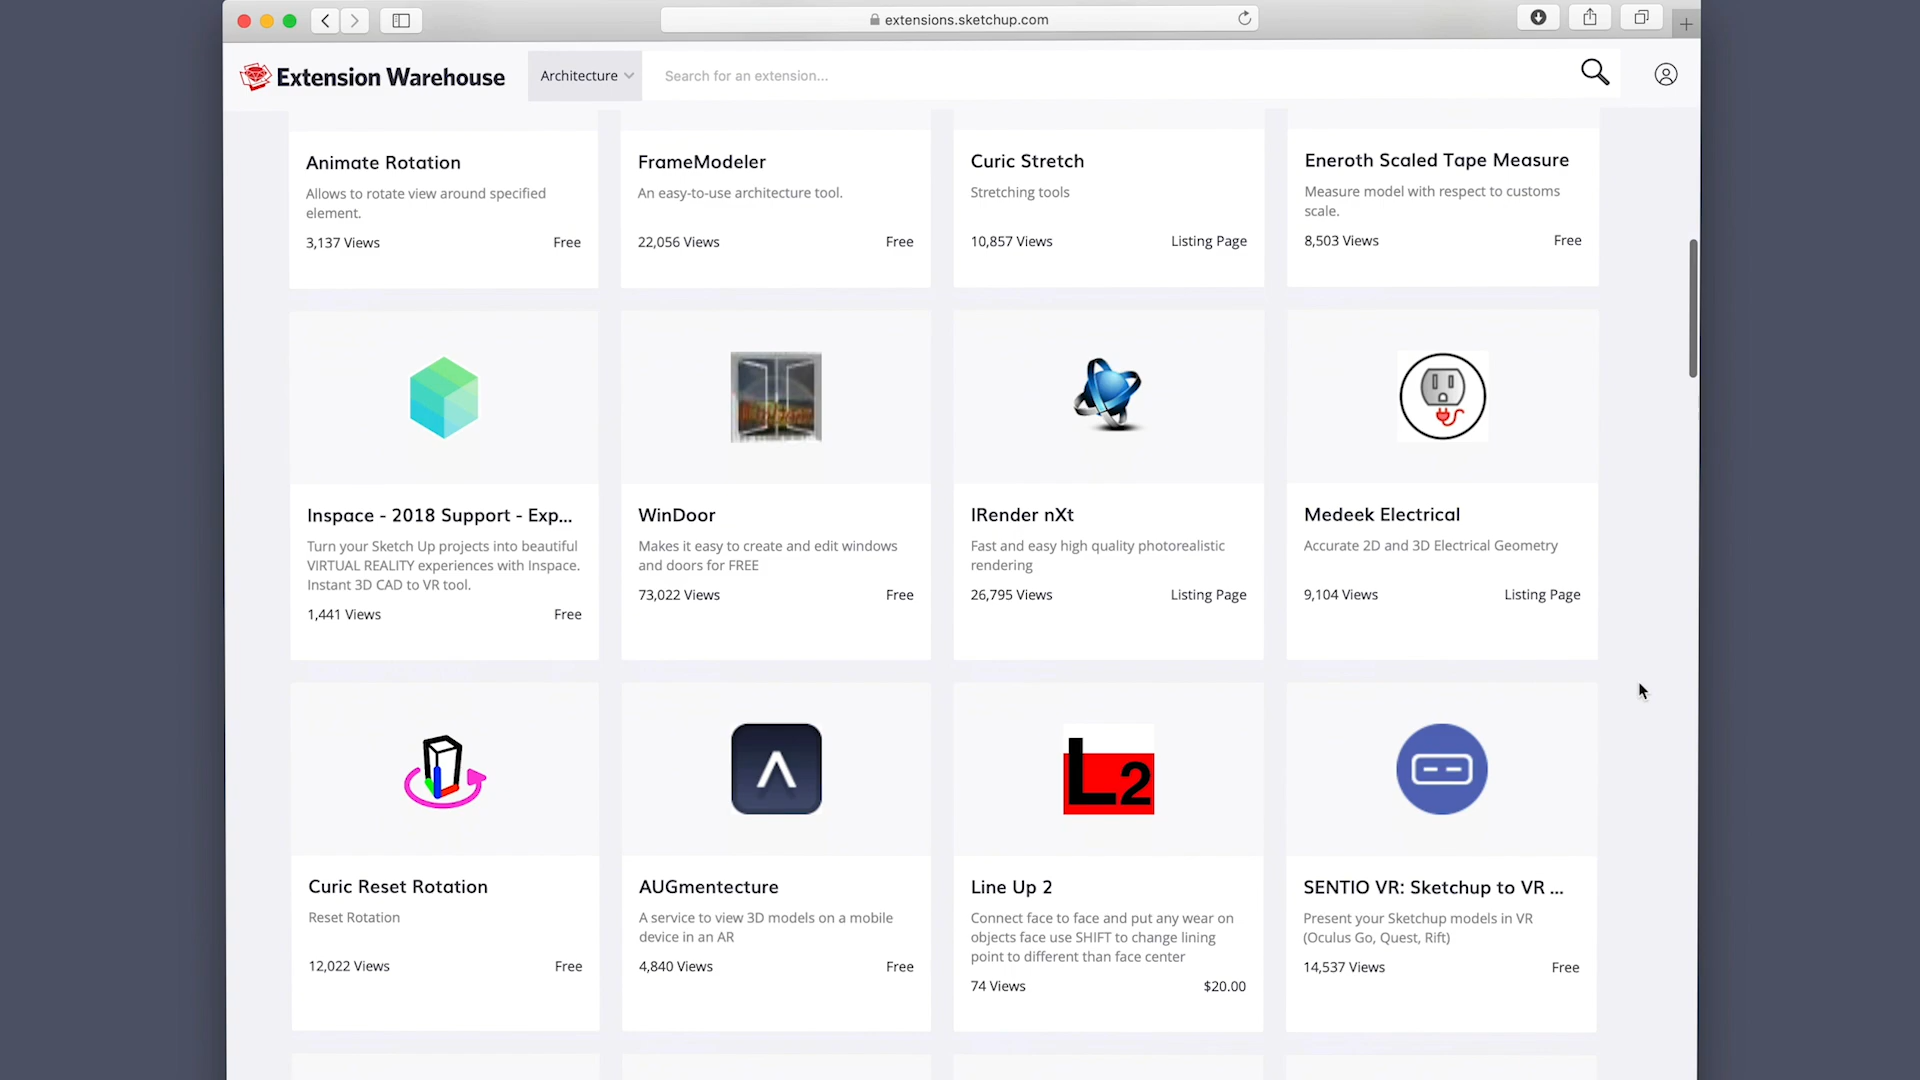 extensions.sketchup.com
Extension Warehouse
Architecture
Search for an extension...
Animate Rotation
Allows to rotate view around specified
element.
3,137 Views
Free
FrameModeler
An easy-to-use architecture tool.
22,056 Views
Free
Curic Stretch
Stretching tools
10,857 Views
Listing Page
Eneroth Scaled Tape Measure
Measure model with respect to customs
scale.
8,503 Views
Free
Inspace - 2018 Support - Exp...
Turn your Sketch Up projects into beautiful
VIRTUAL REALITY experiences with Inspace.
Instant 3D CAD to VR tool.
1,441 Views
Free
WinDoor
Makes it easy to create and edit windows
and doors for FREE
73,022 Views
Free
IRender nXt
Fast and easy high quality photorealistic
rendering
26,795 Views
Listing Page
Medeek Electrical
Accurate 2D and 3D Electrical Geometry
9,104 Views
Listing Page
Curic Reset Rotation
Reset Rotation
12,022 Views
Free
AUGmentecture
A service to view 3D models on a mobile
device in an AR
4,840 Views
Free
L2
Line Up 2
Connect face to face and put any wear on
objects face use SHIFT to change lining
point to different than face center
74 Views
$20.00
SENTIO VR: Sketchup to VR ...
Present your Sketchup models in VR
(Oculus Go, Quest, Rift)
14,537 Views
Free